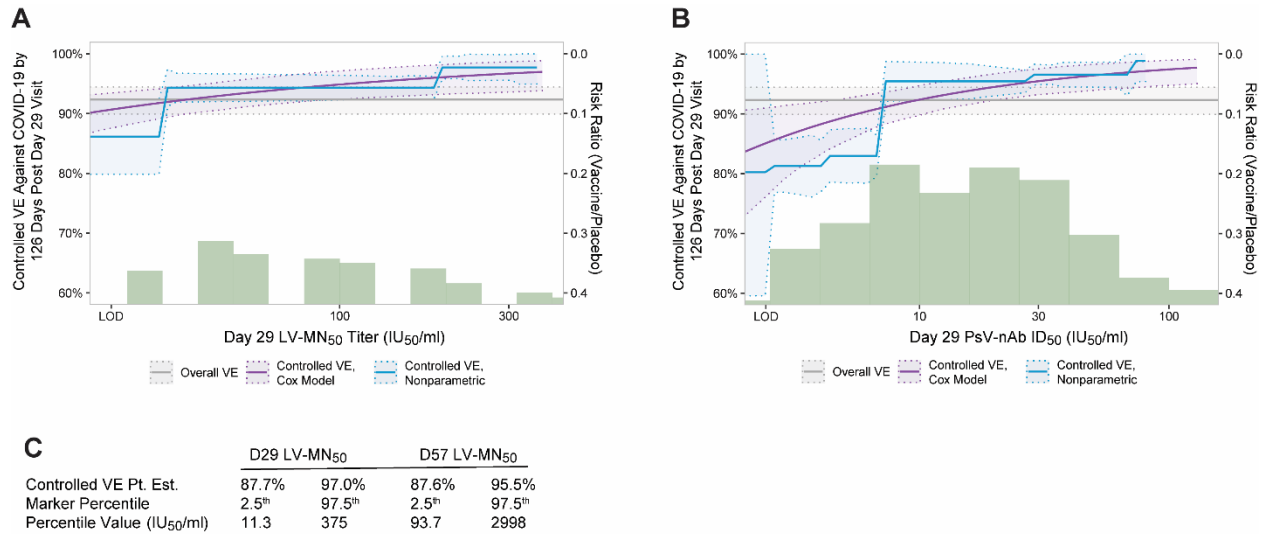 A
B
Controlled VE Against COVID-19 by
126 Days Post Day 29 Visit
100%
90%
80%
70%
60%
0.0
0.1
0.2
0.3
0.4
Risk Ratio (Vaccine/Placebo)
LOD
100
300
Day 29 LV-MN50 Titer (IU50/ml)
Overall VE
Controlled VE,
Cox Model
Controlled VE,
Nonparametric
Controlled VE Against COVID-19 by
126 Days Post Day 29 Visit
100%
90%
80%
70%
60%
0.0
0.1
0.2
0.3
0.4
Risk Ratio (Vaccine/Placebo)
LOD
10
30
100
Day 29 PsV-nAb ID50 (IU50/ml)
Overall VE
Controlled VE,
Cox Model
Controlled VE,
Nonparametric
C
D29 LV-MN50 D57 LV-MN50
Controlled VE Pt. Est. 87.7% 97.0% 87.6% 95.5%
Marker Percentile 2.5th 97.5th 2.5th 97.5th
Percentile Value (IU50/ml) 11.3 375 93.7 2998